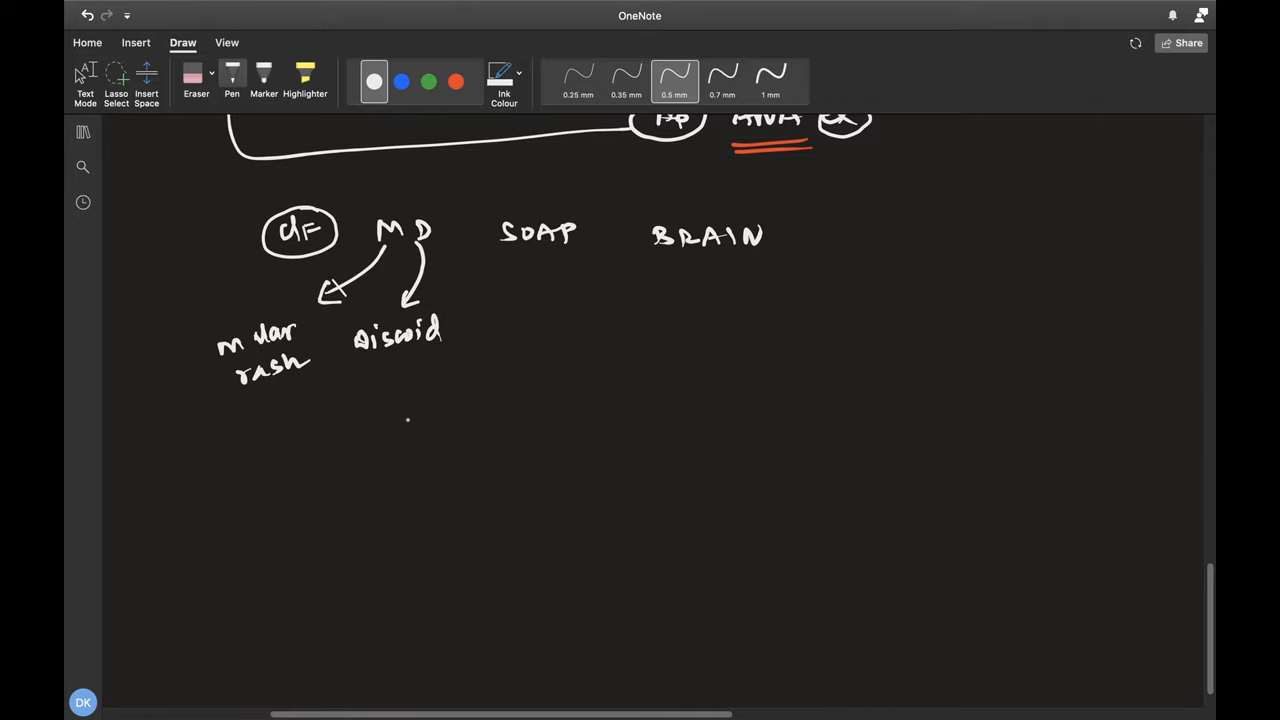 OneNote
Home Insert Draw View
Share
Text Mode
Lasso Select
Insert Space
Eraser
Pen
Marker
Highlighter
Ink Colour
0.25 mm
0.35 mm
0.5 mm
0.7 mm
1 mm
ANA
dF MD SOAP BRAIN
Discoid
rash
DK